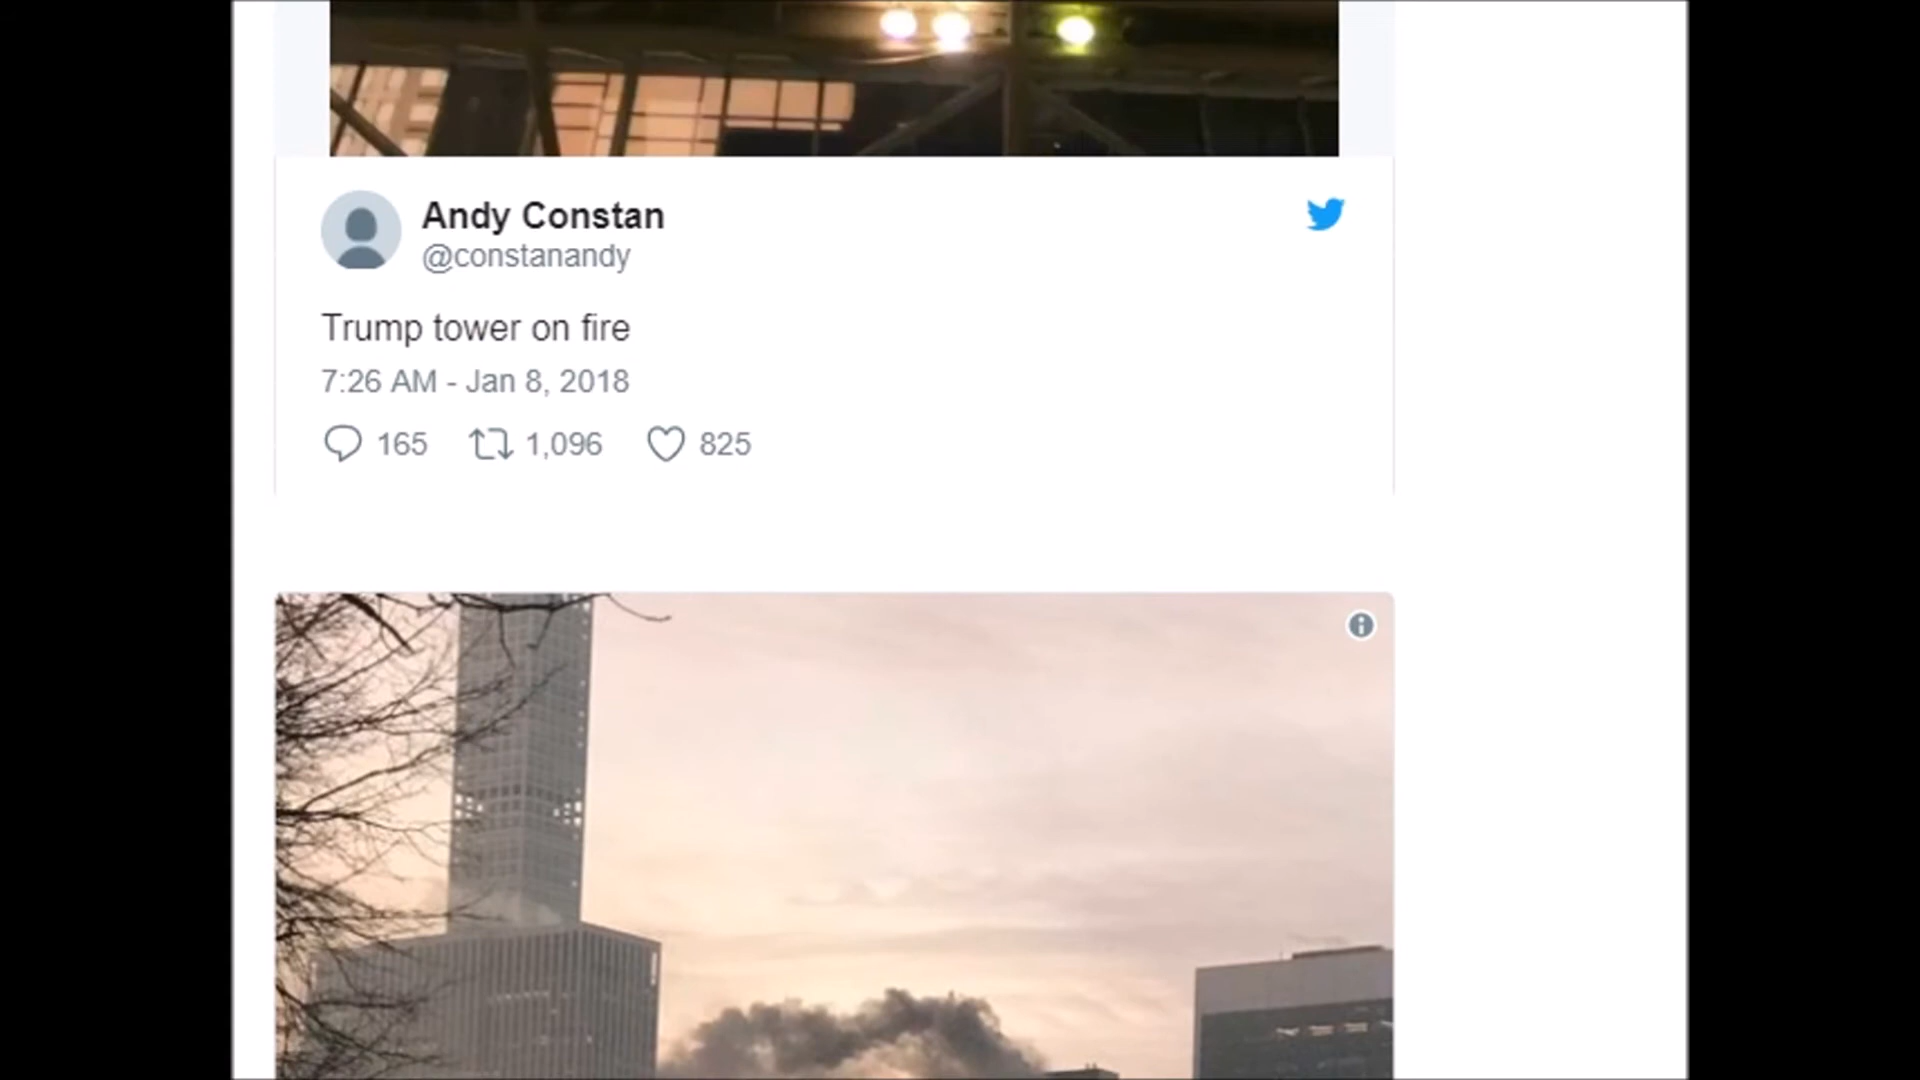 Andy Constan
@constanandy
Trump tower on fire
7:26 AM - Jan 8, 2018
165 1,096 825